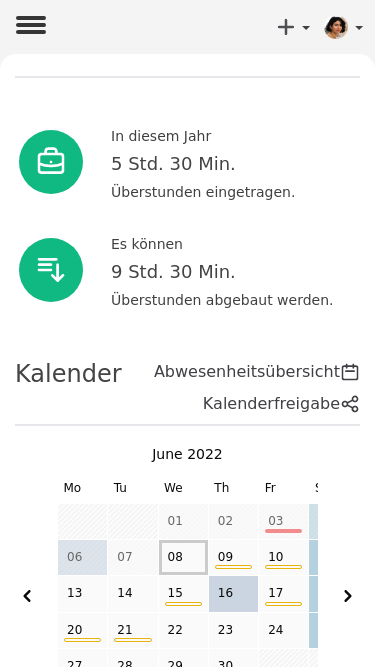 In diesem Jahr
5 Std. 30 Min.
Überstunden eingetragen.
Es können
9 Std. 30 Min.
Überstunden abgebaut werden.
Kalender
Abwesenheitsübersicht
Kalenderfreigabe
June 2022
Mo Tu We Th Fr
01 02 03
06 07 08 09 10
13 14 15 16 17
20 21 22 23 24
27 28 29 30